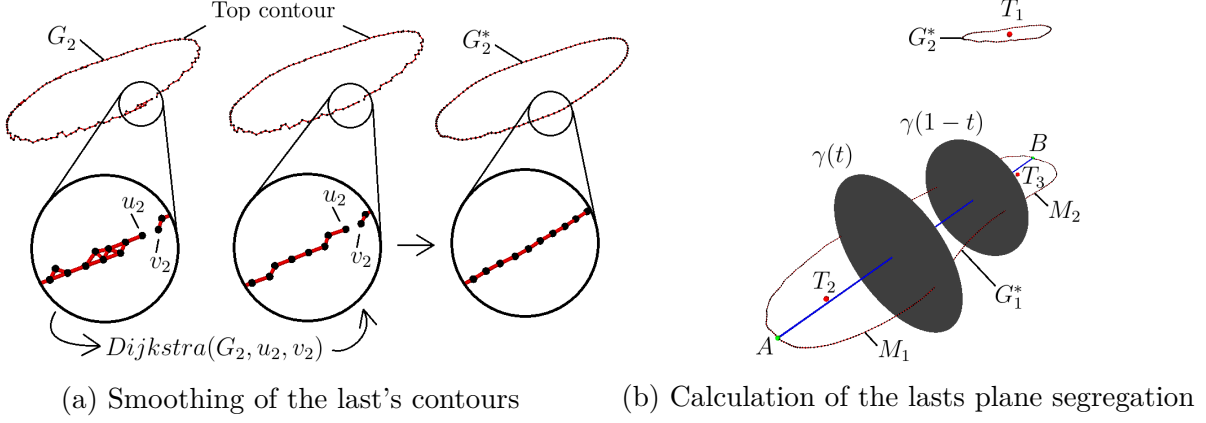 Top contour
G₂
G₂*
u₂
v₂
u₂
v₂
Dijkstra(G₂, u₂, v₂)
(a) Smoothing of the last's contours
T₁
G₂*
γ(1 − t)
γ(t)
B
T₃
M₂
G₁*
T₂
A
M₁
(b) Calculation of the lasts plane segregation